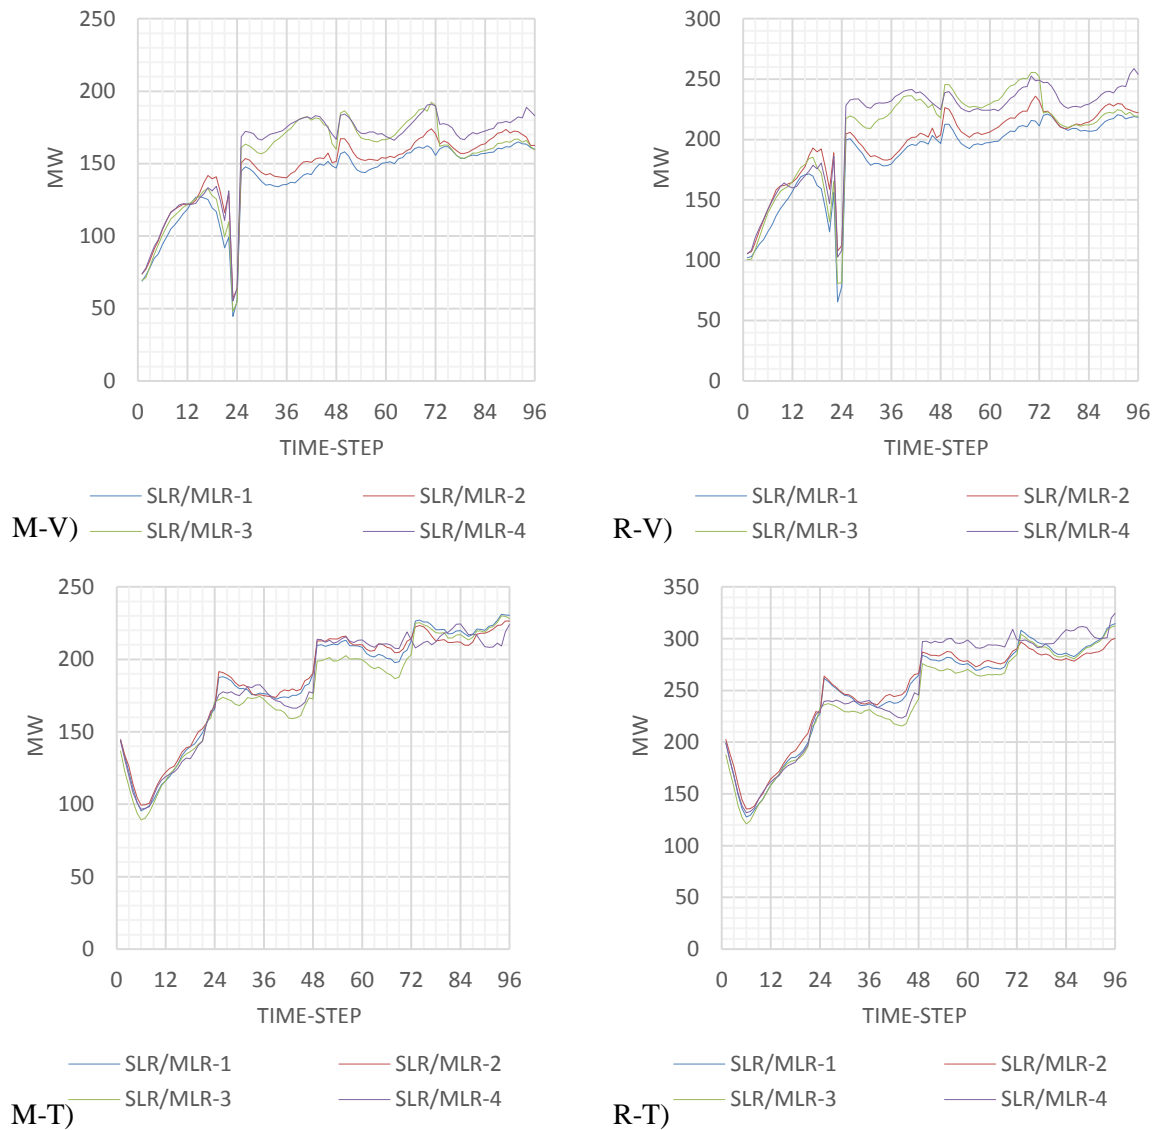 250
200
150
100
50
0
MW
0 12 24 36 48 60 72 84 96
TIME-STEP
SLR/MLR-1 SLR/MLR-2
SLR/MLR-3 SLR/MLR-4
M-V)
300
250
200
150
100
50
0
MW
0 12 24 36 48 60 72 84 96
TIME-STEP
SLR/MLR-1 SLR/MLR-2
SLR/MLR-3 SLR/MLR-4
R-V)
250
200
150
100
50
0
MW
0 12 24 36 48 60 72 84 96
TIME-STEP
SLR/MLR-1 SLR/MLR-2
SLR/MLR-3 SLR/MLR-4
M-T)
350
300
250
200
150
100
50
0
MW
0 12 24 36 48 60 72 84 96
TIME-STEP
SLR/MLR-1 SLR/MLR-2
SLR/MLR-3 SLR/MLR-4
R-T)